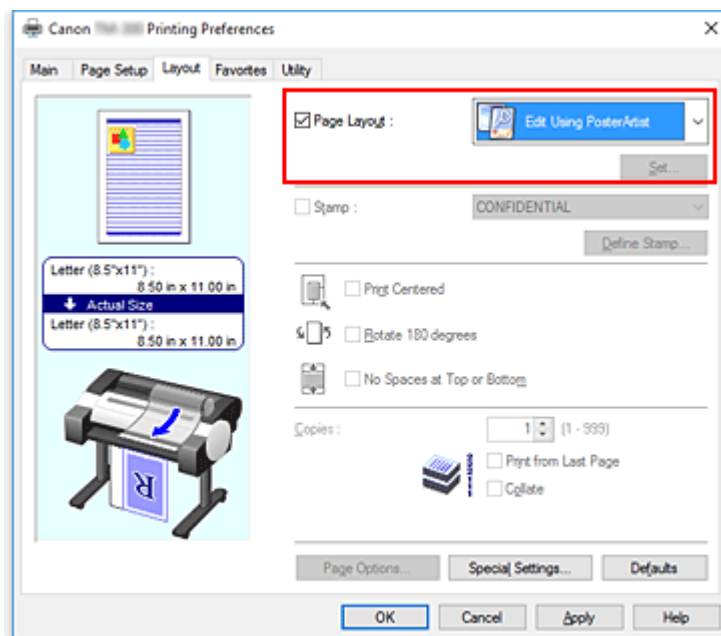 Canon Printing Preferences
Main Page Setup Layout Favorites Utility
Page Layout : Edit Using PosterArtist
Set...
Stamp : CONFIDENTIAL
Define Stamp...
Letter (8.5"x11") :
8.50 in x 11.00 in
Actual Size
Letter (8.5"x11") :
8.50 in x 11.00 in
Print Centered
Rotate 180 degrees
No Spaces at Top or Bottom
Copies : 1 (1 - 999)
Print from Last Page
Collate
R
Page Options... Special Settings... Defaults
OK Cancel Apply Help